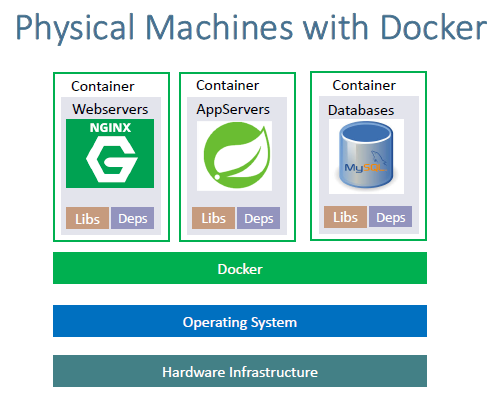 Physical Machines with Docker
Container
Webservers
NGINX
Libs
Deps
Container
AppServers
Libs
Deps
Container
Databases
MySQL
Libs
Deps
Docker
Operating System
Hardware Infrastructure